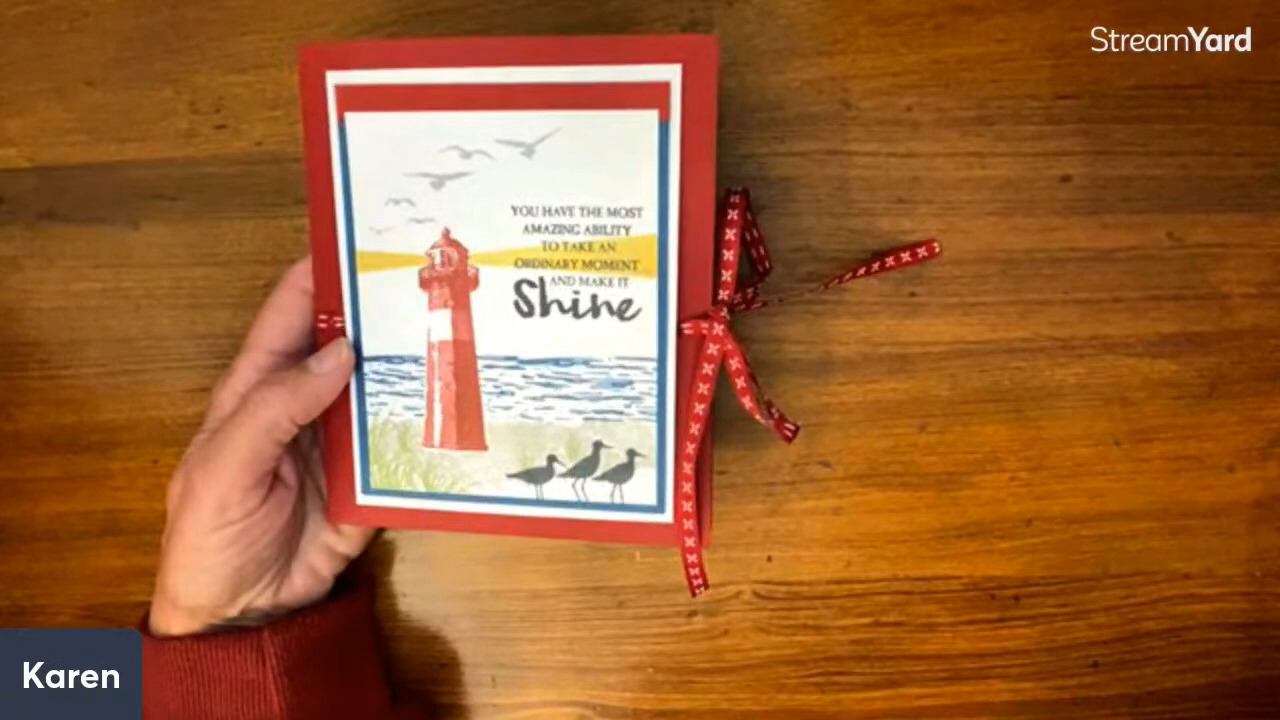 StreamYard
YOU HAVE THE MOST
AMAZING ABILITY
TO TAKE AN
ORDINARY MOMENT
AND MAKE IT
Shine
Karen